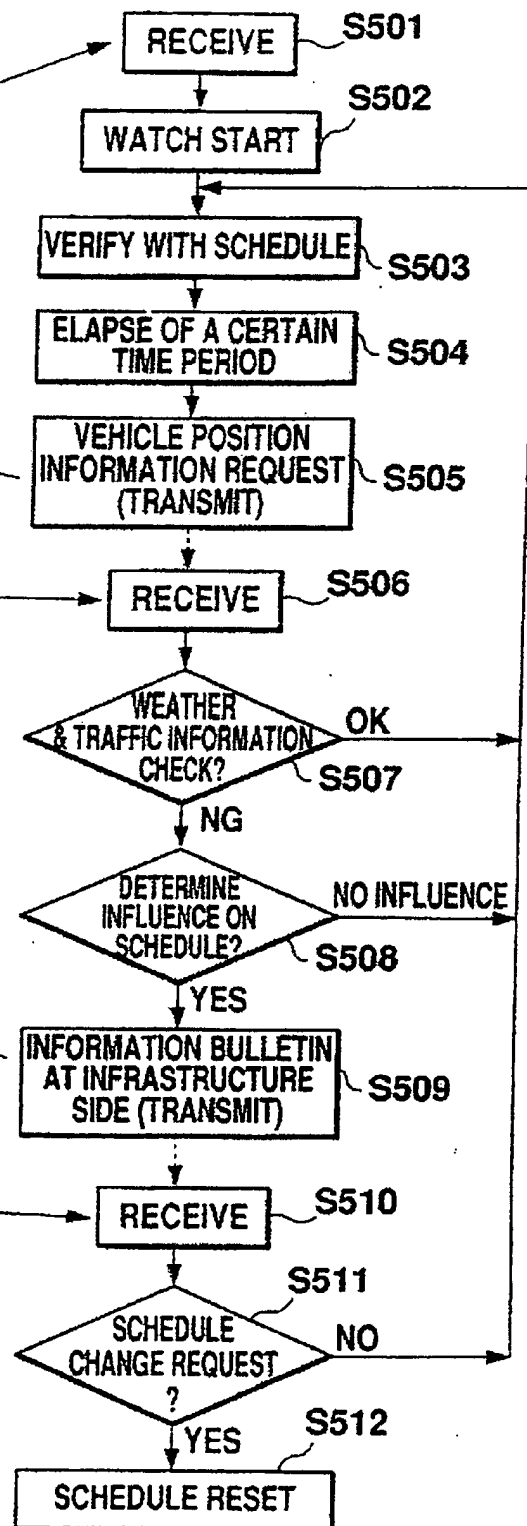 RECEIVE
S501
S502
WATCH START
VERIFY WITH SCHEDULE
S503
ELAPSE OF A CERTAIN
TIME PERIOD
S504
VEHICLE POSITION
INFORMATION REQUEST
(TRANSMIT)
S505
RECEIVE
S506
WEATHER
& TRAFFIC INFORMATION
CHECK?
OK
S507
NG
DETERMINE
INFLUENCE ON
SCHEDULE?
NO INFLUENCE
S508
YES
INFORMATION BULLETIN
AT INFRASTRUCTURE
SIDE (TRANSMIT)
S509
RECEIVE
S510
S511
SCHEDULE
CHANGE REQUEST
?
NO
YES
S512
SCHEDULE RESET